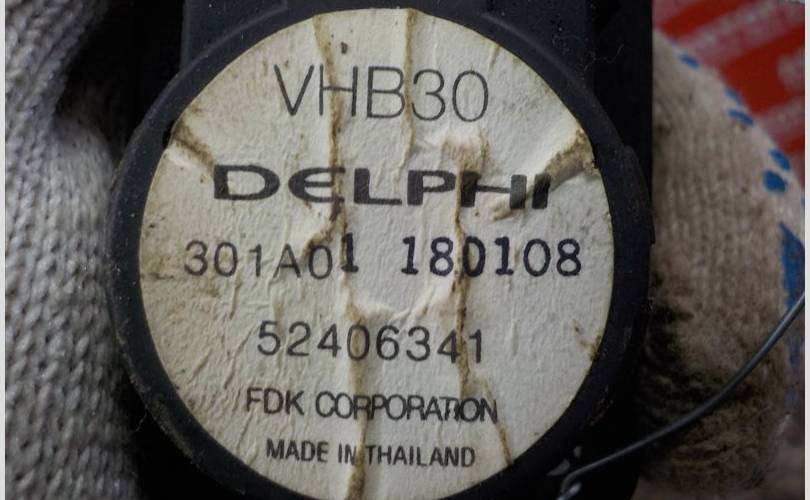 VHB30
DELPHI
301A01 180108
52406341
FDK CORPORATION
MADE IN THAILAND